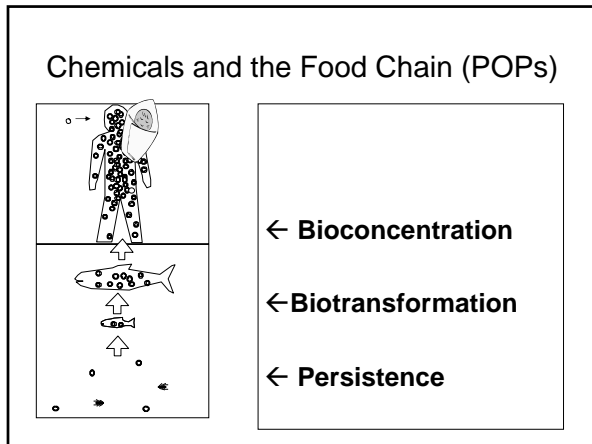 Chemicals and the Food Chain (POPs)
← Bioconcentration
←Biotransformation
← Persistence